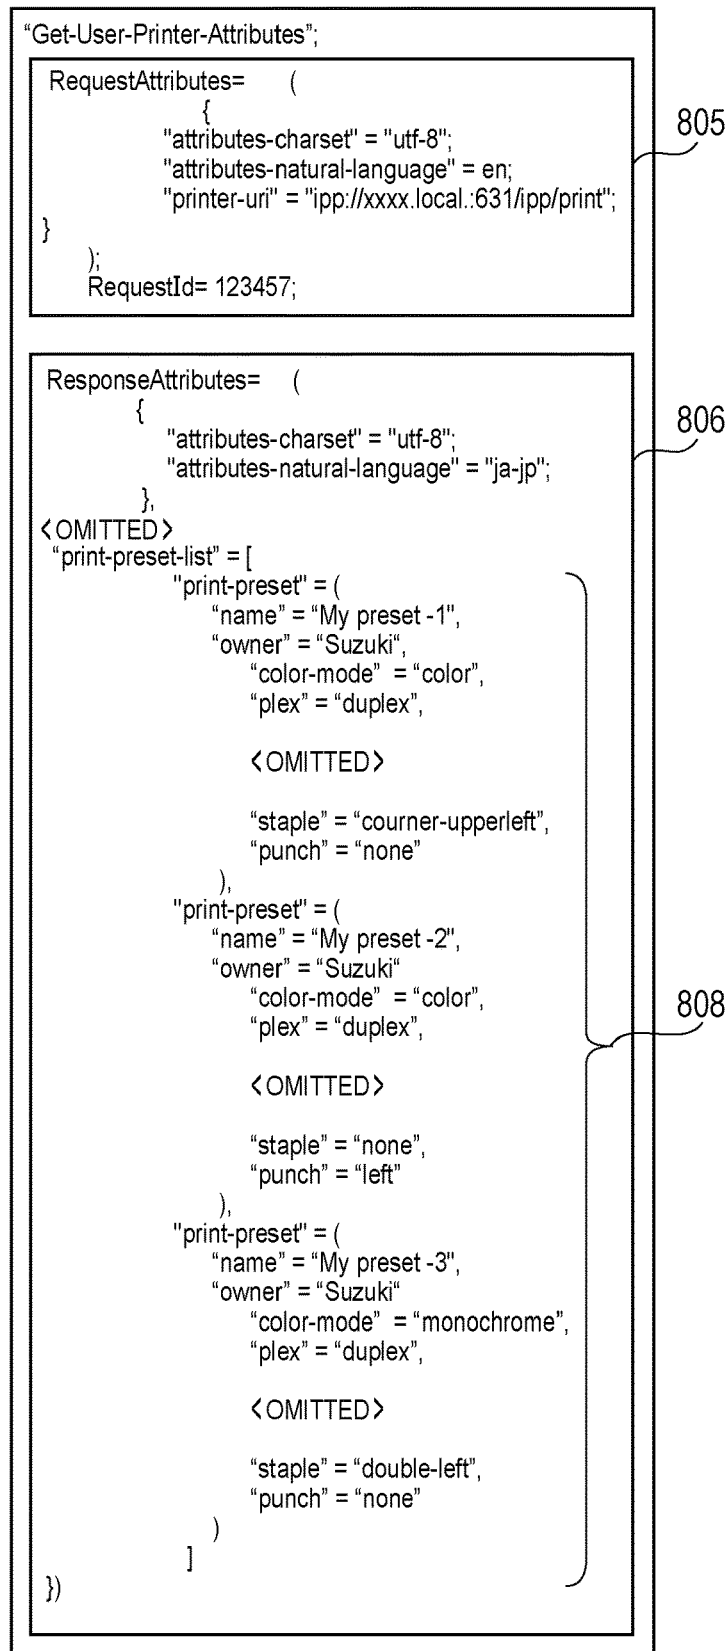 “Get-User-Printer-Attributes”;
RequestAttributes= (
{
"attributes-charset" = "utf-8";
"attributes-natural-language" = en;
"printer-uri" = "ipp://xxxx.local.:631/ipp/print";
}
);
RequestId= 123457;
805
ResponseAttributes= (
{
"attributes-charset" = "utf-8";
"attributes-natural-language" = "ja-jp";
},
<OMITTED>
“print-preset-list” = [
"print-preset" = (
“name” = “My preset -1",
“owner” = “Suzuki“,
“color-mode” = “color”,
“plex” = “duplex”,
<OMITTED>
“staple” = “courner-upperleft”,
“punch” = “none”
),
"print-preset" = (
“name” = “My preset -2",
“owner” = “Suzuki“
“color-mode” = “color”,
“plex” = “duplex”,
<OMITTED>
“staple” = “none”,
“punch” = “left”
),
"print-preset" = (
“name” = “My preset -3",
“owner” = “Suzuki“
“color-mode” = “monochrome”,
“plex” = “duplex”,
<OMITTED>
“staple” = “double-left”,
“punch” = “none”
)
]
})
806
808